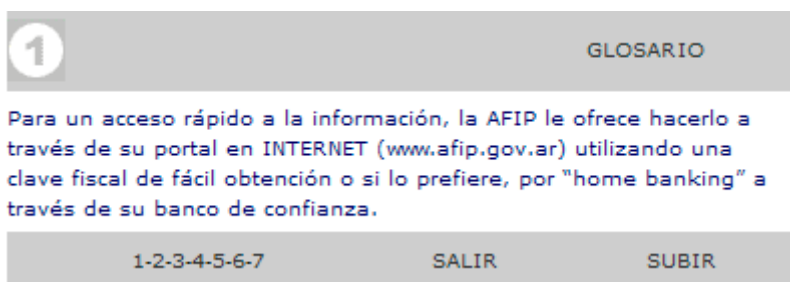 1 GLOSARIO
Para un acceso rápido a la información, la AFIP le ofrece hacerlo a
través de su portal en INTERNET (www.afip.gov.ar) utilizando una
clave fiscal de fácil obtención o si lo prefiere, por “home banking” a
través de su banco de confianza.
1-2-3-4-5-6-7 SALIR SUBIR